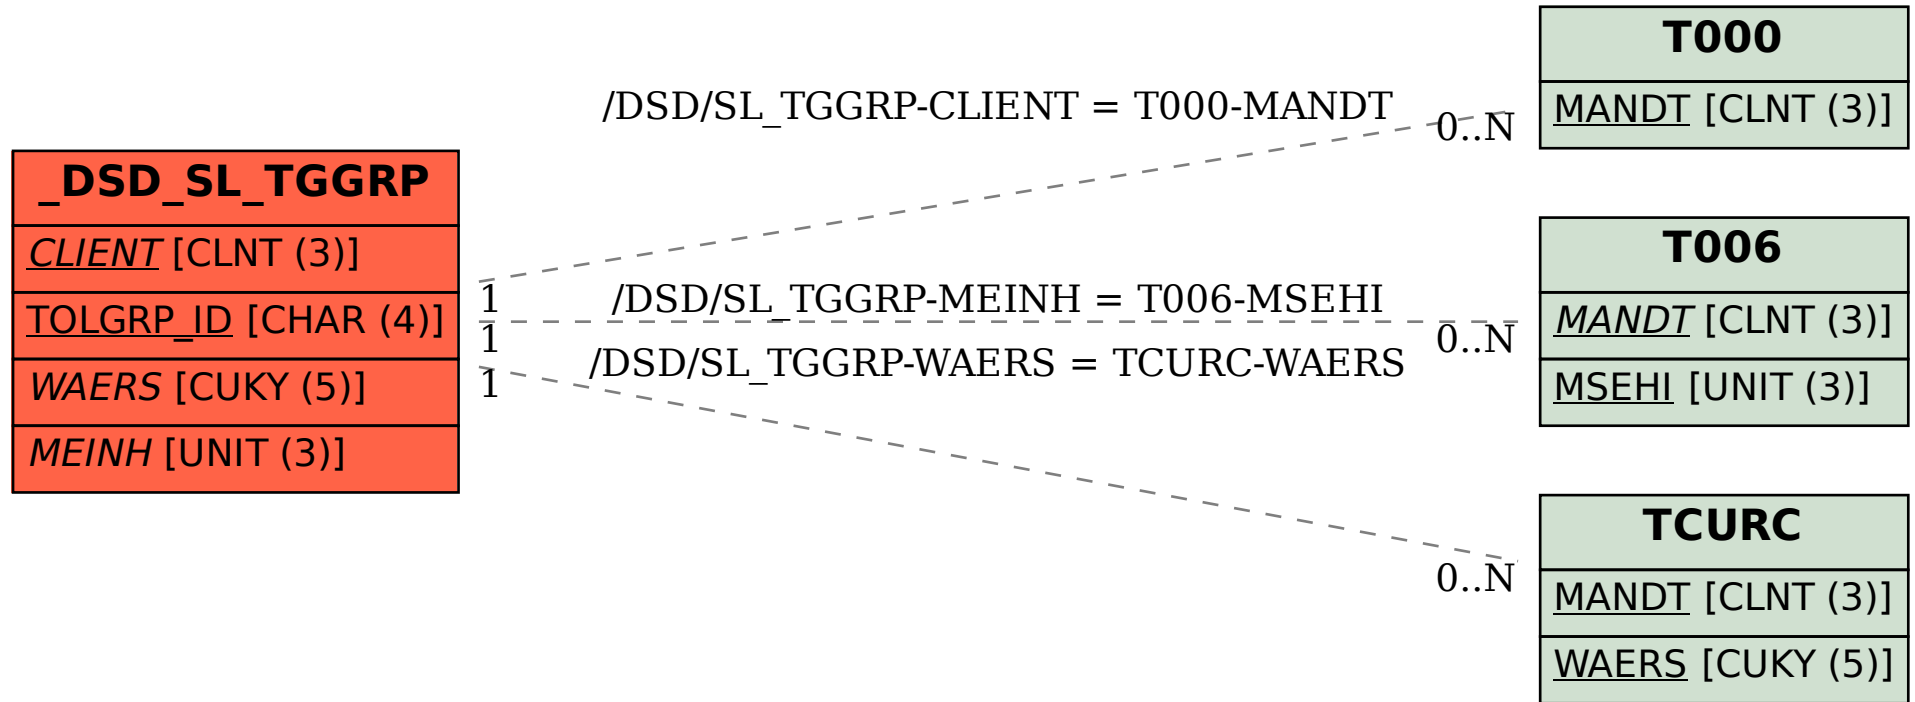 _DSD_SL_TGGRP
CLIENT [CLNT (3)]
TOLGRP_ID [CHAR (4)]
WAERS [CUKY (5)]
MEINH [UNIT (3)]
/DSD/SL_TGGRP-CLIENT = T000-MANDT
0..N
1
/DSD/SL_TGGRP-MEINH = T006-MSEHI
0..N
1
/DSD/SL_TGGRP-WAERS = TCURC-WAERS
0..N
1
T000
MANDT [CLNT (3)]
T006
MANDT [CLNT (3)]
MSEHI [UNIT (3)]
TCURC
MANDT [CLNT (3)]
WAERS [CUKY (5)]